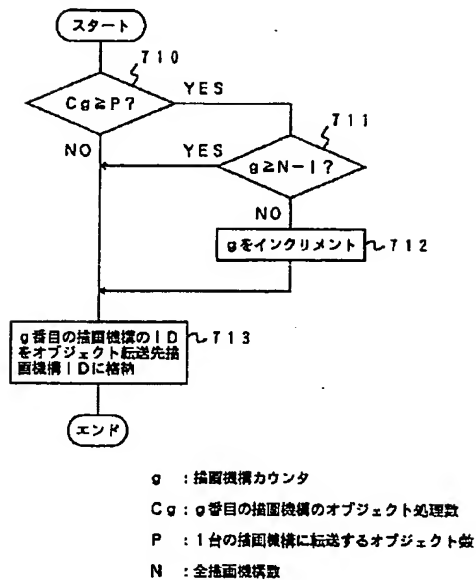 スタート
710
Cg≧P?
YES
NO
711
YES
g≧N-1?
NO
gをインクリメント
712
g番目の描画機構のID
をオブジェクト転送先描
画機構IDに格納
713
エンド
g :描画機構カウンタ
Cg:g番目の描画機構のオブジェクト処理数
P :1台の描画機構に転送するオブジェクト数
N :全描画機構数